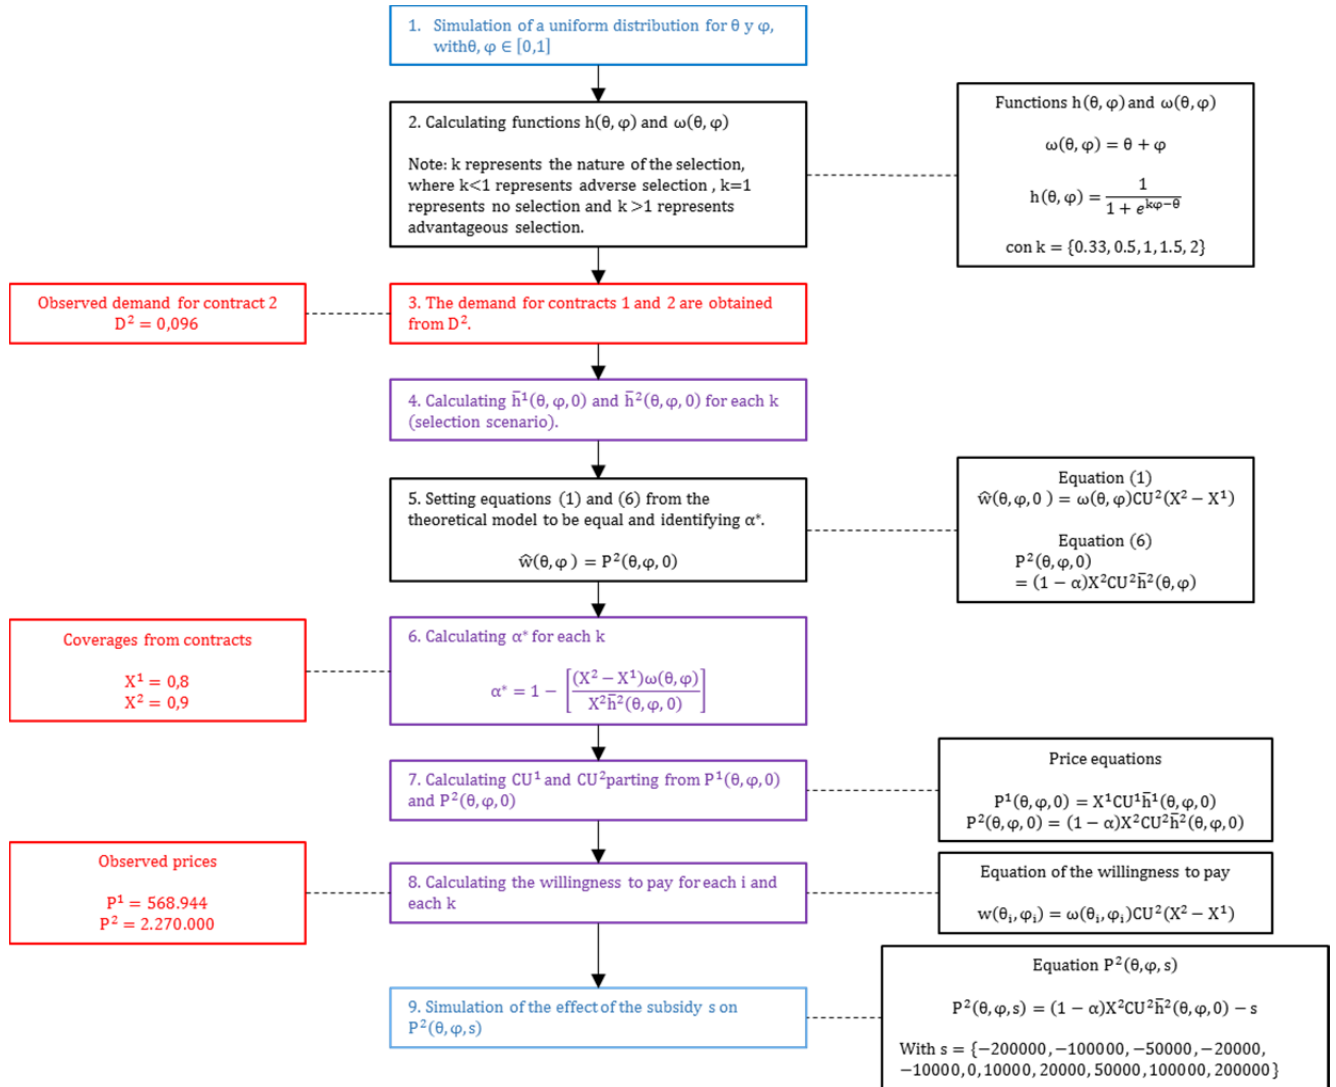 1. Simulation of a uniform distribution for θ y φ,
withθ, φ ∈ [0,1]
2. Calculating functions h(θ, φ) and ω(θ, φ)
Note: k represents the nature of the selection,
where k<1 represents adverse selection , k=1
represents no selection and k >1 represents
advantageous selection.
Functions h(θ, φ) and ω(θ, φ)
ω(θ, φ) = θ + φ
h(θ, φ) = 1 / (1 + e^{kφ−θ})
con k = {0.33, 0.5, 1, 1.5, 2}
Observed demand for contract 2
D² = 0,096
3. The demand for contracts 1 and 2 are obtained
from D².
4. Calculating h̄¹(θ, φ, 0) and h̄²(θ, φ, 0) for each k
(selection scenario).
5. Setting equations (1) and (6) from the
theoretical model to be equal and identifying α*.
ŵ(θ, φ ) = P²(θ, φ, 0)
Equation (1)
ŵ(θ, φ, 0 ) = ω(θ, φ)CU²(X² − X¹)
Equation (6)
P²(θ, φ, 0)
= (1 − α)X²CU²h̄²(θ, φ)
Coverages from contracts
X¹ = 0,8
X² = 0,9
6. Calculating α* for each k
α* = 1 − [(X² − X¹)ω(θ, φ) / X²h̄²(θ, φ, 0)]
7. Calculating CU¹ and CU²parting from P¹(θ, φ, 0)
and P²(θ, φ, 0)
Price equations
P¹(θ, φ, 0) = X¹CU¹h̄¹(θ, φ, 0)
P²(θ, φ, 0) = (1 − α)X²CU²h̄²(θ, φ, 0)
Observed prices
P¹ = 568.944
P² = 2.270.000
8. Calculating the willingness to pay for each i and
each k
Equation of the willingness to pay
w(θᵢ, φᵢ) = ω(θᵢ, φᵢ)CU²(X² − X¹)
9. Simulation of the effect of the subsidy s on
P²(θ, φ, s)
Equation P²(θ, φ, s)
P²(θ, φ, s) = (1 − α)X²CU²h̄²(θ, φ, 0) − s
With s = {−200000, −100000, −50000, −20000,
−10000, 0, 10000, 20000, 50000, 100000, 200000}